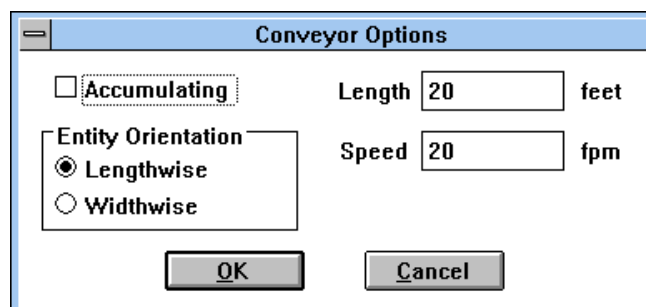 Conveyor Options
Accumulating
Length 20 feet
Entity Orientation
Lengthwise
Widthwise
Speed 20 fpm
OK
Cancel